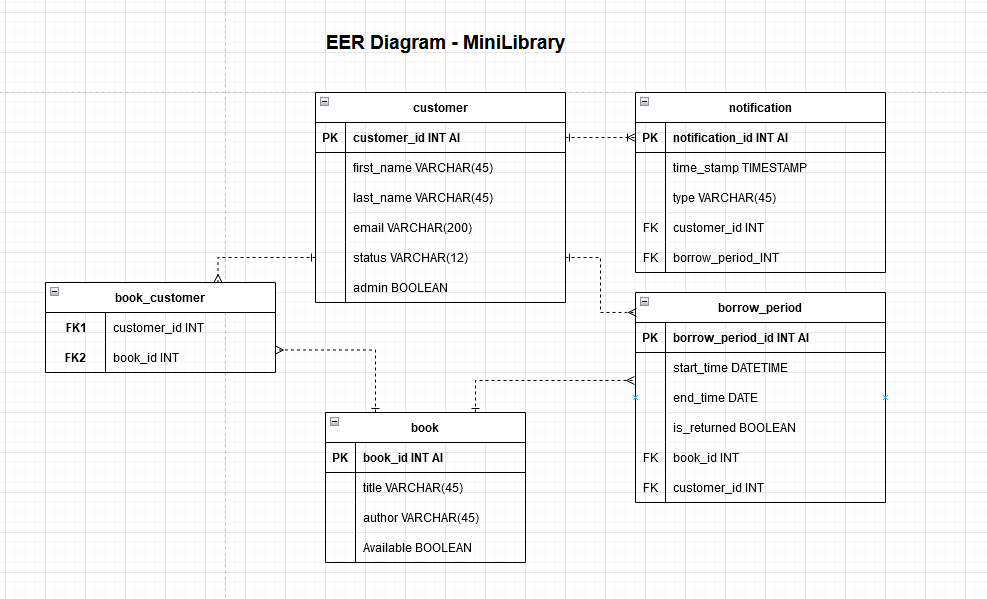 EER Diagram - MiniLibrary
customer
PK customer_id INT AI
first_name VARCHAR(45)
last_name VARCHAR(45)
email VARCHAR(200)
status VARCHAR(12)
admin BOOLEAN
notification
PK notification_id INT AI
time_stamp TIMESTAMP
type VARCHAR(45)
FK customer_id INT
FK borrow_period_INT
book_customer
FK1 customer_id INT
FK2 book_id INT
borrow_period
PK borrow_period_id INT AI
start_time DATETIME
end_time DATE
is_returned BOOLEAN
FK book_id INT
FK customer_id INT
book
PK book_id INT AI
title VARCHAR(45)
author VARCHAR(45)
Available BOOLEAN